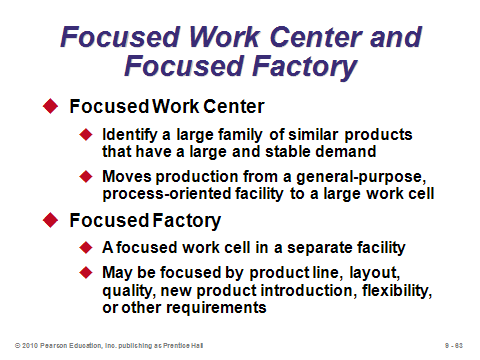 Focused Work Center and
Focused Factory
Focused Work Center
Identify a large family of similar products
that have a large and stable demand
Moves production from a general-purpose,
process-oriented facility to a large work cell
Focused Factory
A focused work cell in a separate facility
May be focused by product line, layout,
quality, new product introduction, flexibility,
or other requirements
© 2010 Pearson Education, Inc. publishing as Prentice Hall
9 - 63